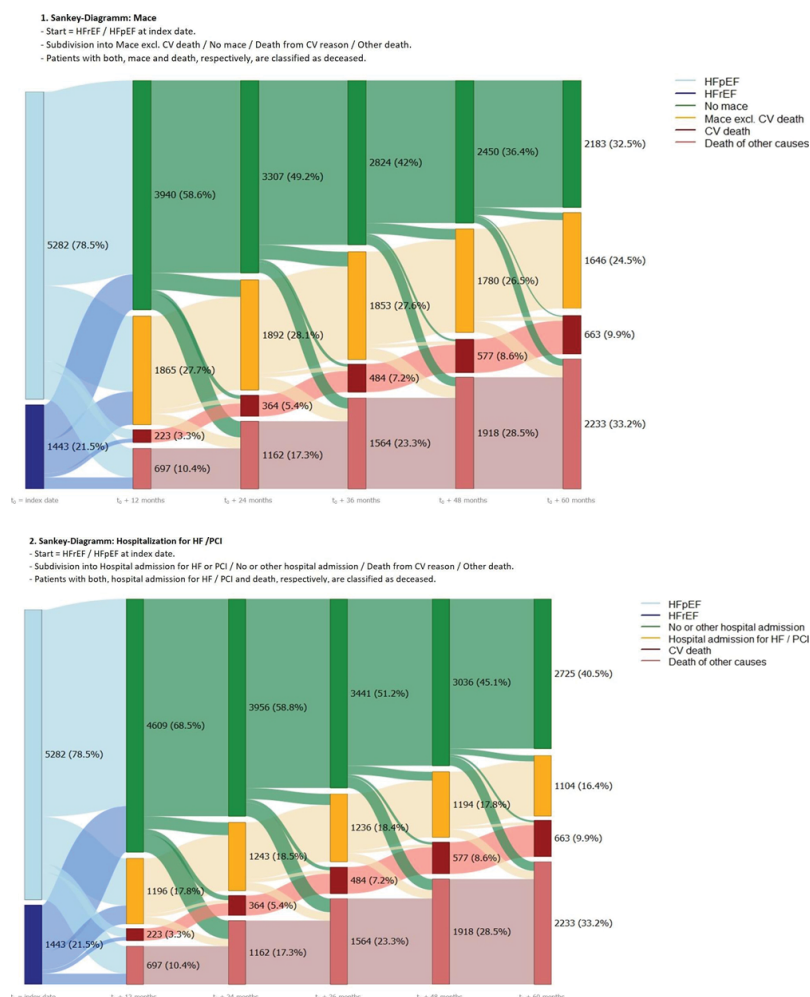 1. Sankey-Diagramm: Mace
- Start = HFrEF / HFpEF at index date.
- Subdivision into Mace excl. CV death / No mace / Death from CV reason / Other death.
- Patients with both, mace and death, respectively, are classified as deceased.
HFpEF
HFrEF
No mace
Mace excl. CV death
CV death
Death of other causes
5282 (78.5%)
1443 (21.5%)
3940 (58.6%)
1865 (27.7%)
223 (3.3%)
697 (10.4%)
3307 (49.2%)
1892 (28.1%)
364 (5.4%)
1162 (17.3%)
2824 (42%)
1853 (27.6%)
484 (7.2%)
1564 (23.3%)
2450 (36.4%)
1780 (26.5%)
577 (8.6%)
1918 (28.5%)
2183 (32.5%)
1646 (24.5%)
663 (9.9%)
2233 (33.2%)
t₀ = index date
t₀ + 12 months
t₀ + 24 months
t₀ + 36 months
t₀ + 48 months
t₀ + 60 months
2. Sankey-Diagramm: Hospitalization for HF /PCI
- Start = HFrEF / HFpEF at index date.
- Subdivision into Hospital admission for HF or PCI / No or other hospital admission / Death from CV reason / Other death.
- Patients with both, hospital admission for HF / PCI and death, respectively, are classified as deceased.
HFpEF
HFrEF
No or other hospital admission
Hospital admission for HF / PCI
CV death
Death of other causes
5282 (78.5%)
1443 (21.5%)
4609 (68.5%)
1196 (17.8%)
223 (3.3%)
697 (10.4%)
3956 (58.8%)
1243 (18.5%)
364 (5.4%)
1162 (17.3%)
3441 (51.2%)
1236 (18.4%)
484 (7.2%)
1564 (23.3%)
3036 (45.1%)
1194 (17.8%)
577 (8.6%)
1918 (28.5%)
2725 (40.5%)
1104 (16.4%)
663 (9.9%)
2233 (33.2%)